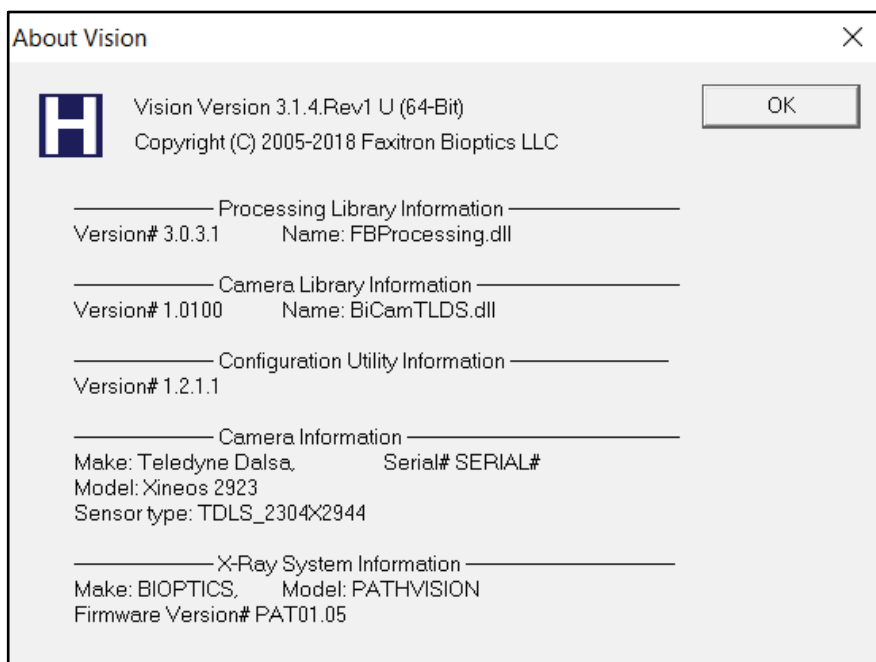 About Vision
H
Vision Version 3.1.4.Rev1 U (64-Bit)
OK
Copyright (C) 2005-2018 Faxitron Bioptics LLC
Processing Library Information
Version# 3.0.3.1 Name: FBProcessing.dll
Camera Library Information
Version# 1.0100 Name: BiCamTLDS.dll
Configuration Utility Information
Version# 1.2.1.1
Camera Information
Make: Teledyne Dalsa, Serial# SERIAL#
Model: Xineos 2923
Sensor type: TDLS_2304X2944
X-Ray System Information
Make: BIOPTICS, Model: PATHVISION
Firmware Version# PAT01.05